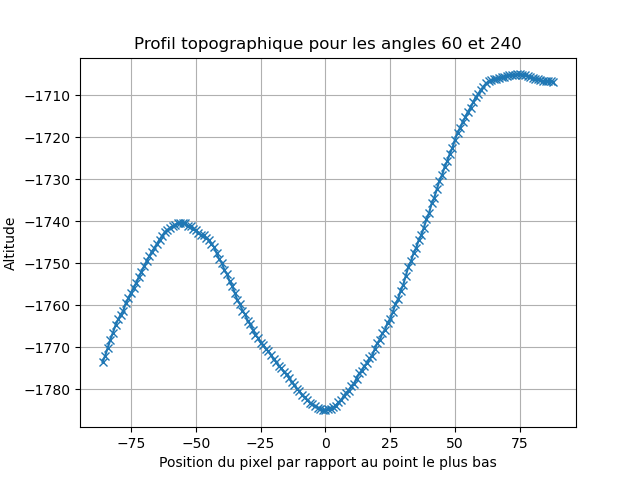 Profil topographique pour les angles 60 et 240
Altitude
−1710
−1720
−1730
−1740
−1750
−1760
−1770
−1780
−75 −50 −25 0 25 50 75
Position du pixel par rapport au point le plus bas